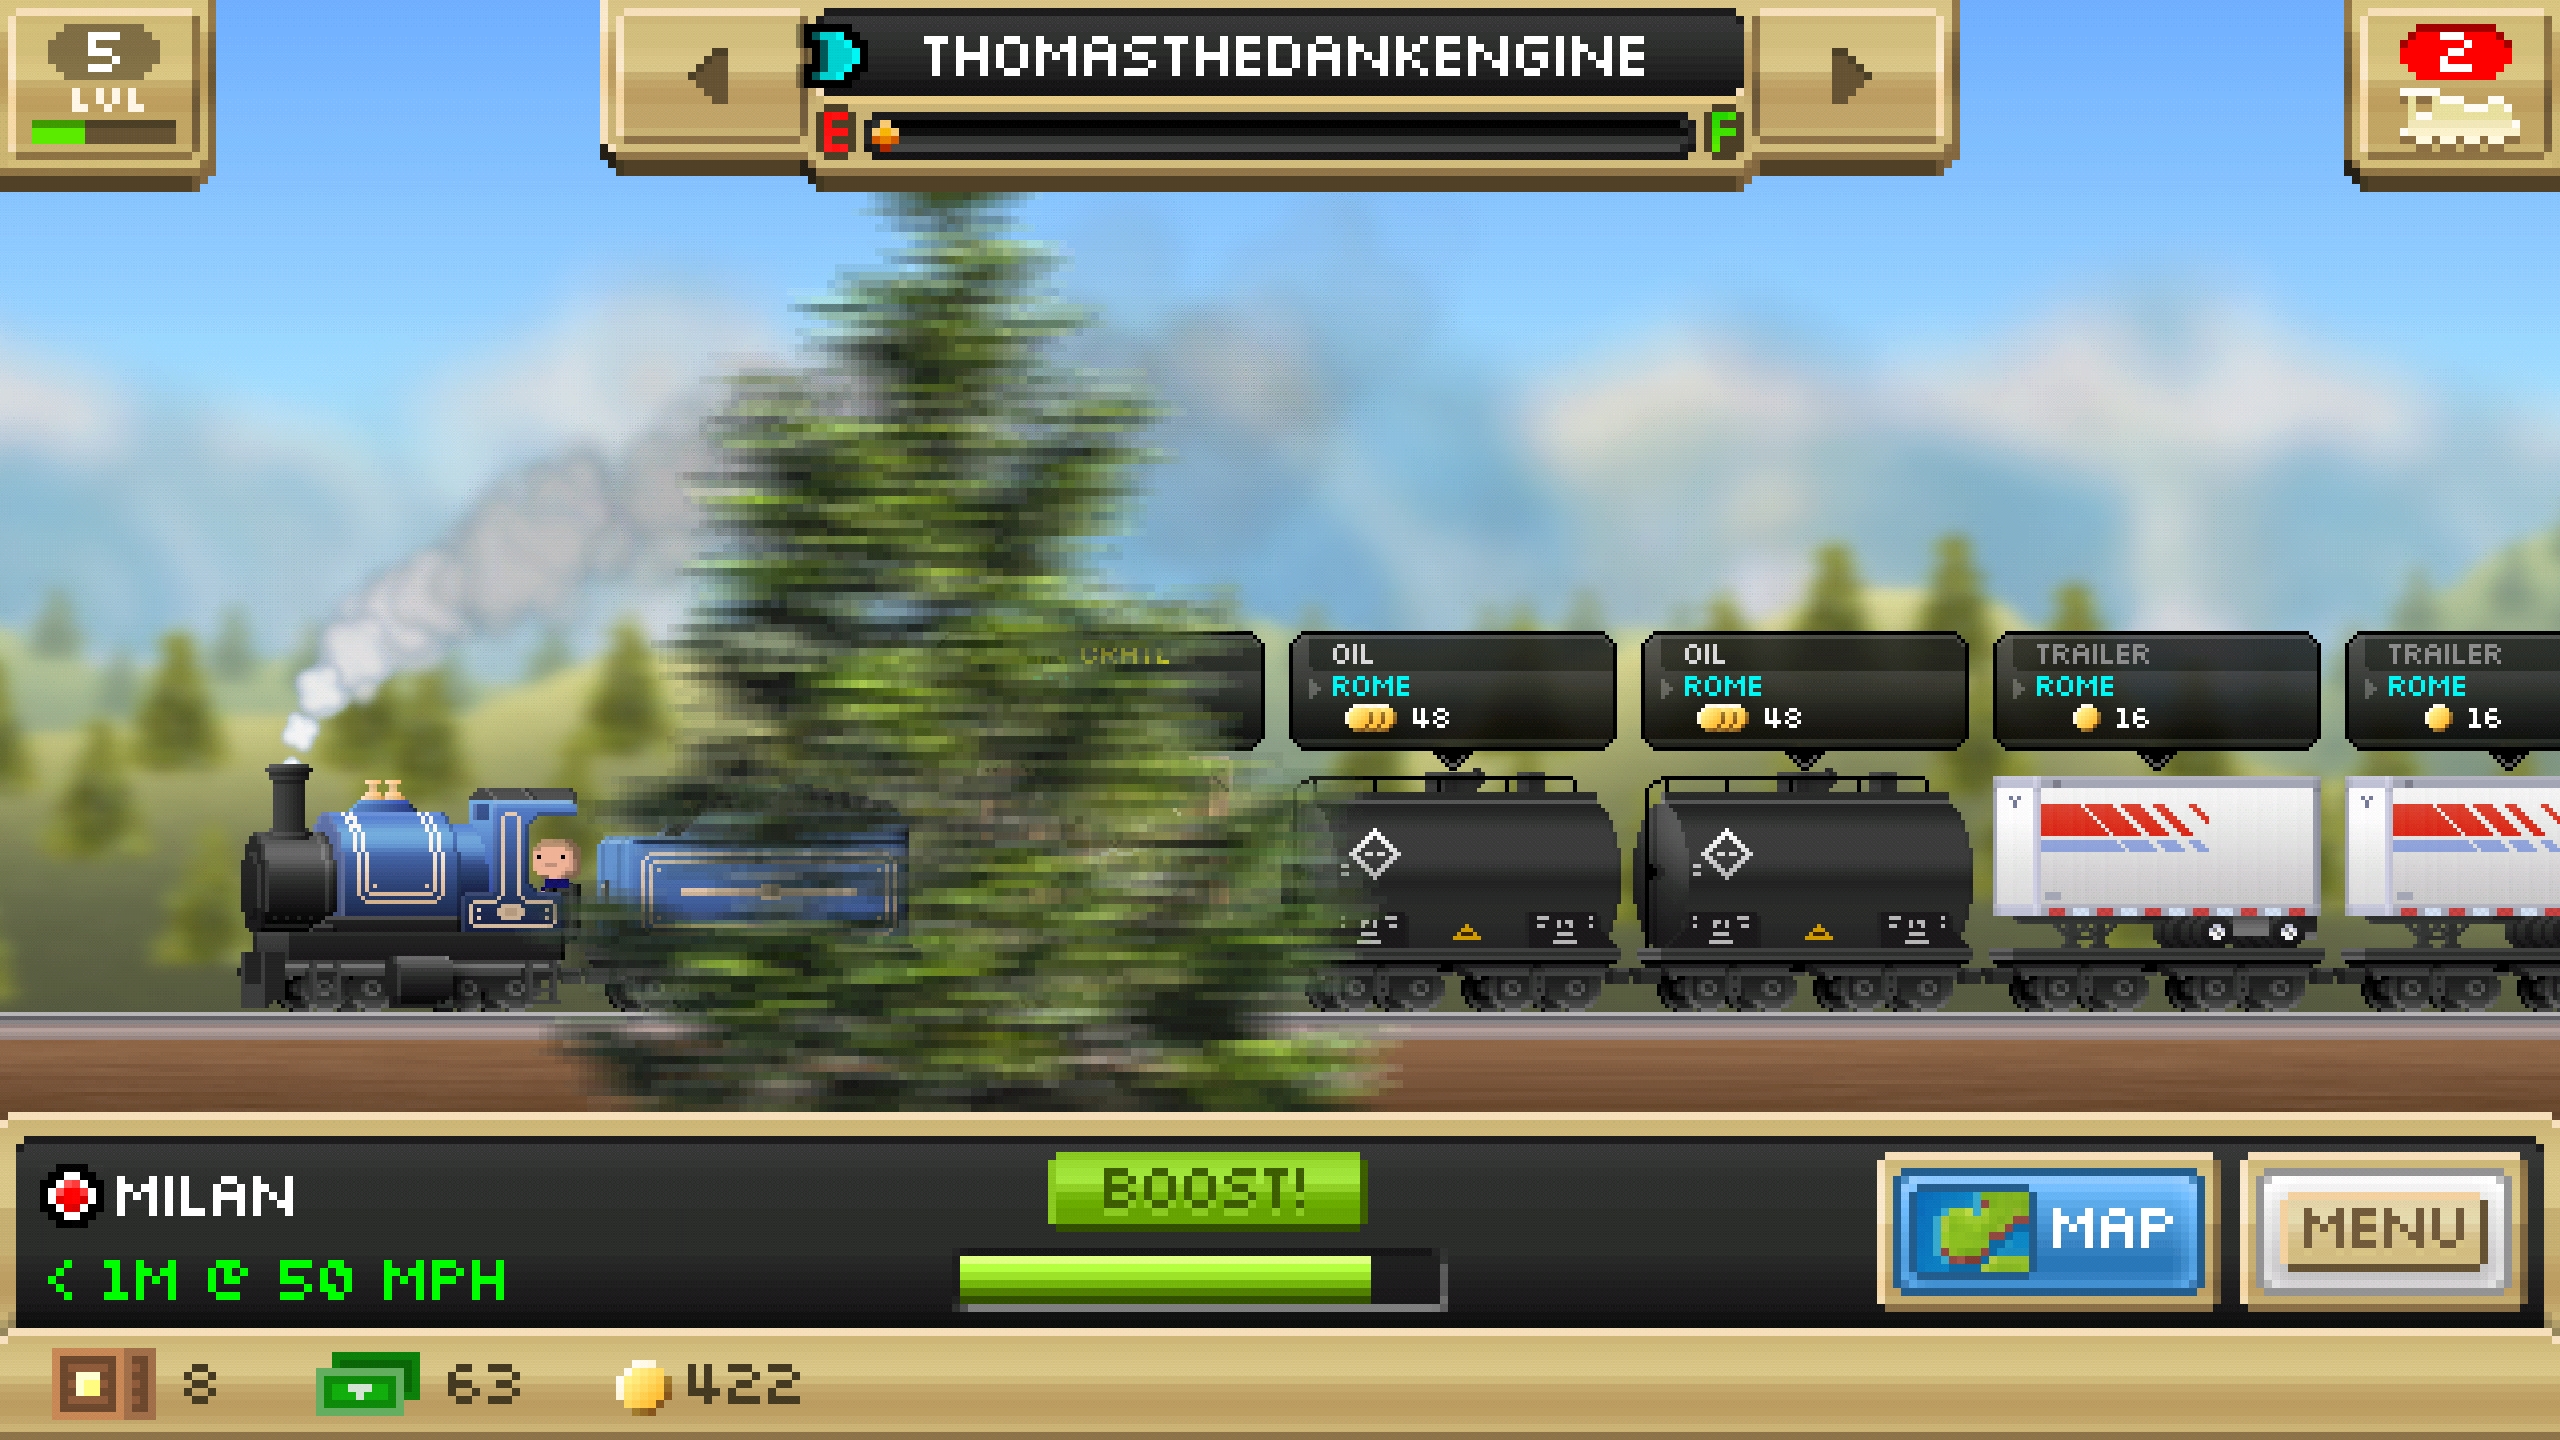 5
LVL
THOMASTHEDANKENGINE
E F
2
OIL
ROME
48
OIL
ROME
48
TRAILER
ROME
16
TRAILER
ROME
16
MILAN
< 1M @ 50 MPH
BOOST!
MAP
MENU
8
63
422